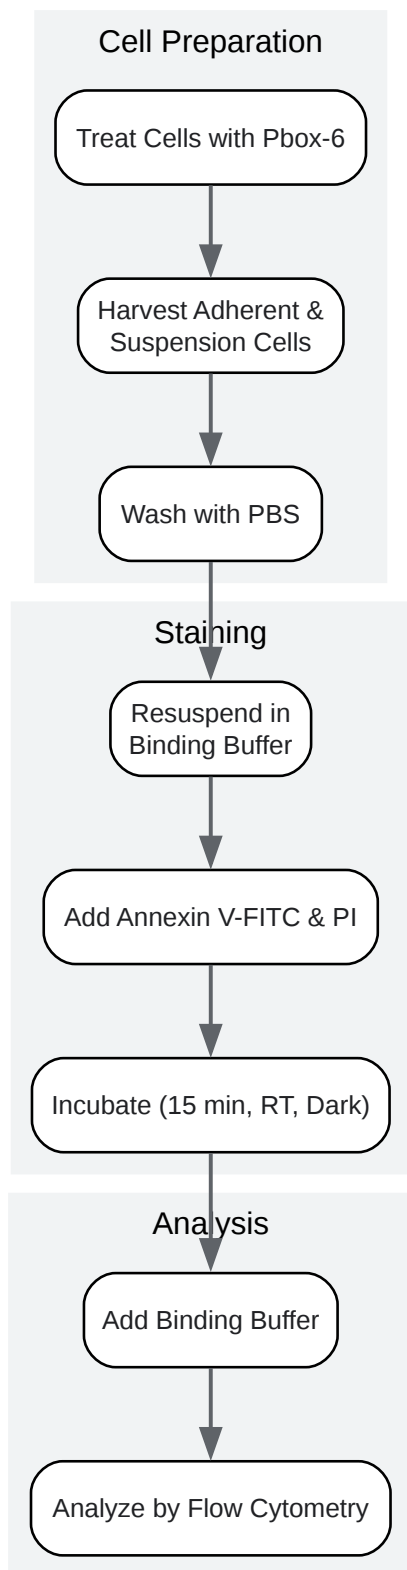 Cell Preparation
Treat Cells with Pbox-6
Harvest Adherent &
Suspension Cells
Wash with PBS
Staining
Resuspend in
Binding Buffer
Add Annexin V-FITC & PI
Incubate (15 min, RT, Dark)
Analysis
Add Binding Buffer
Analyze by Flow Cytometry